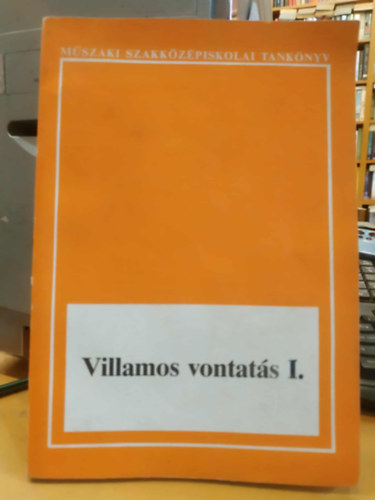 MŰSZAKI SZAKKÖZÉPISKOLAI TANKÖNYV
Villamos vontatás I.